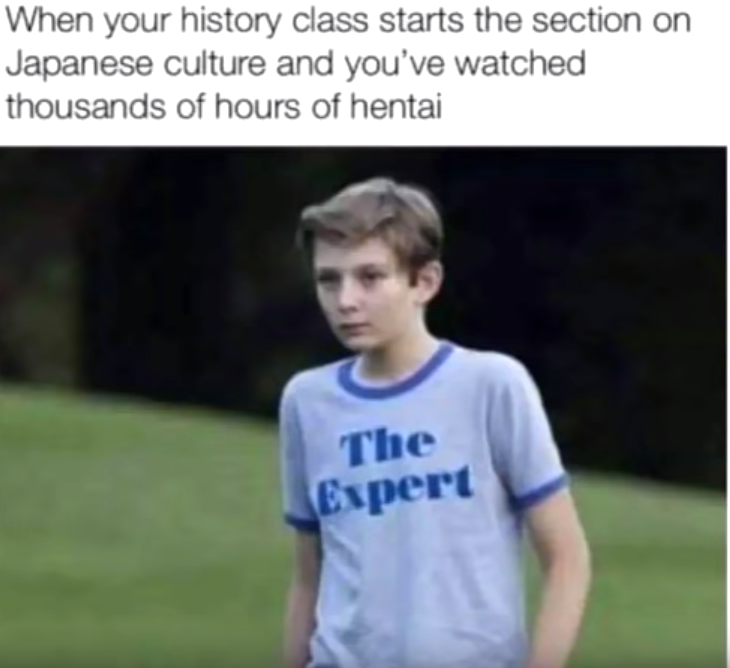 When your history class starts the section on
Japanese culture and you've watched
thousands of hours of hentai
The
Expert